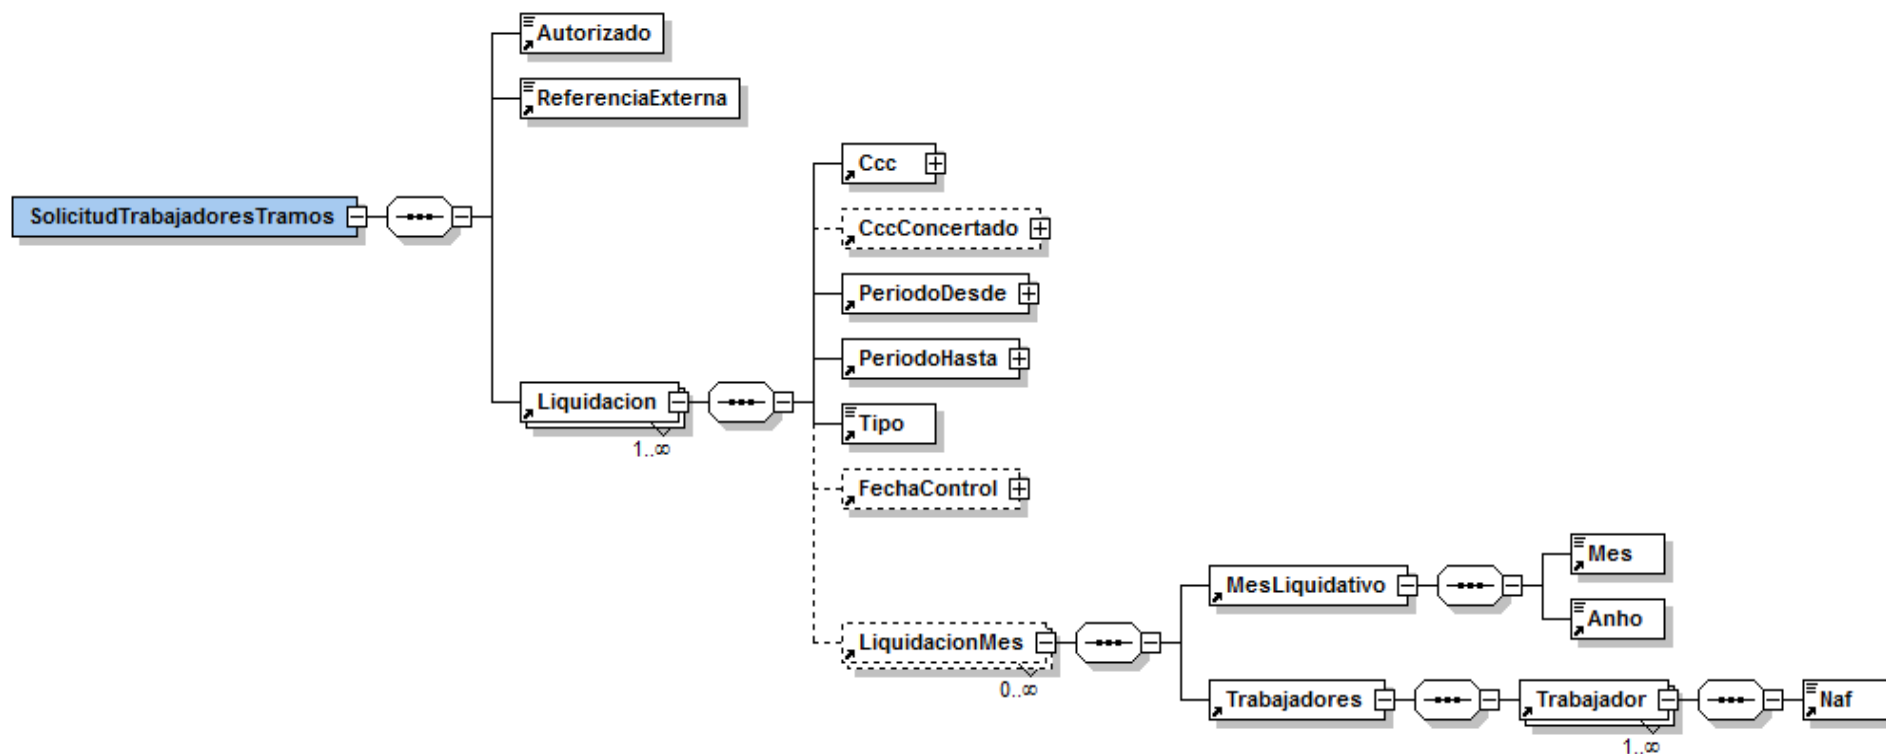 Autorizado
ReferenciaExterna
SolicitudTrabajadoresTramos
Liquidacion
1..∞
Ccc
CccConcertado
PeriodoDesde
PeriodoHasta
Tipo
FechaControl
LiquidacionMes
0..∞
MesLiquidativo
Mes
Anho
Trabajadores
Trabajador
1..∞
Naf